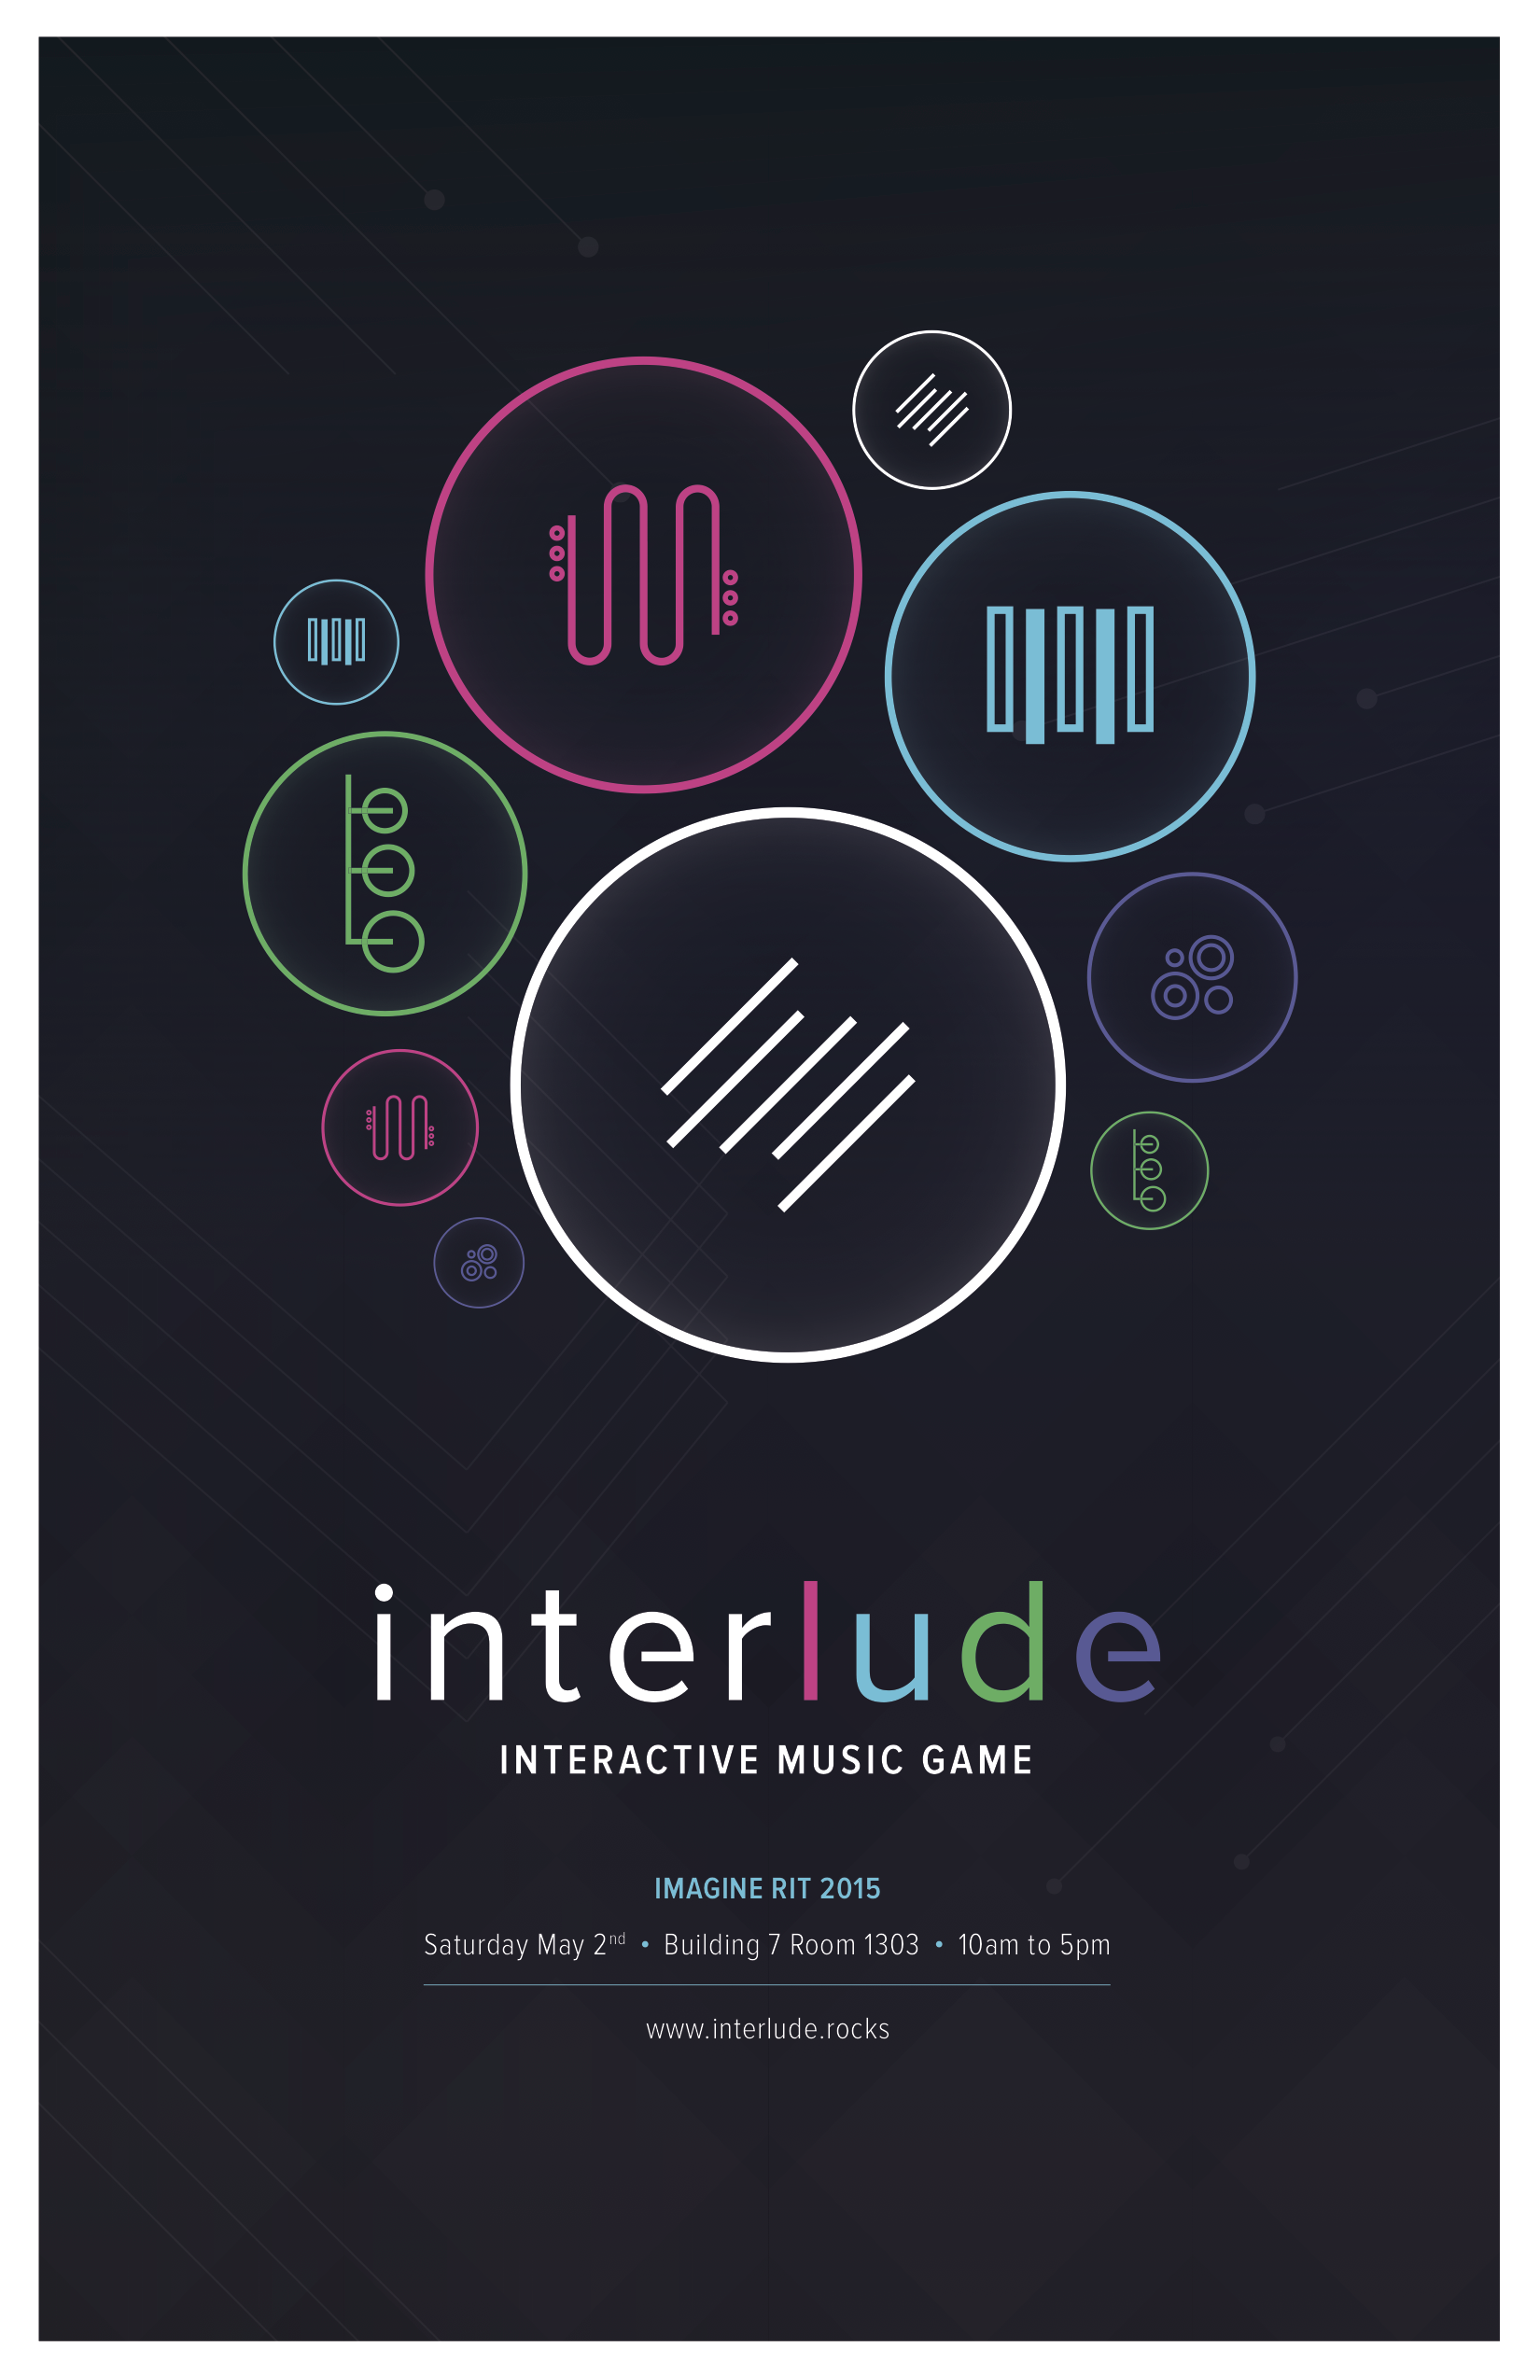 interlude
INTERACTIVE MUSIC GAME
IMAGINE RIT 2015
Saturday May 2nd • Building 7 Room 1303 • 10am to 5pm
www.interlude.rocks